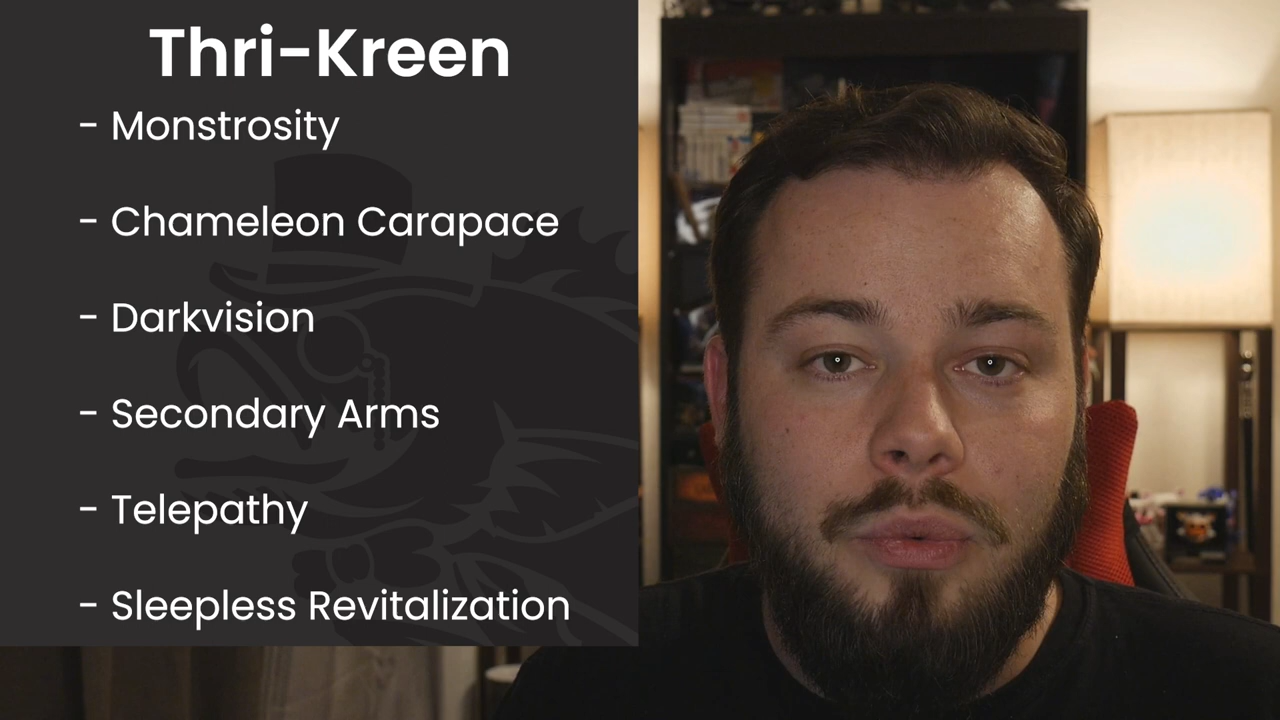 Thri-Kreen
- Monstrosity
- Chameleon Carapace
- Darkvision
- Secondary Arms
- Telepathy
- Sleepless Revitalization